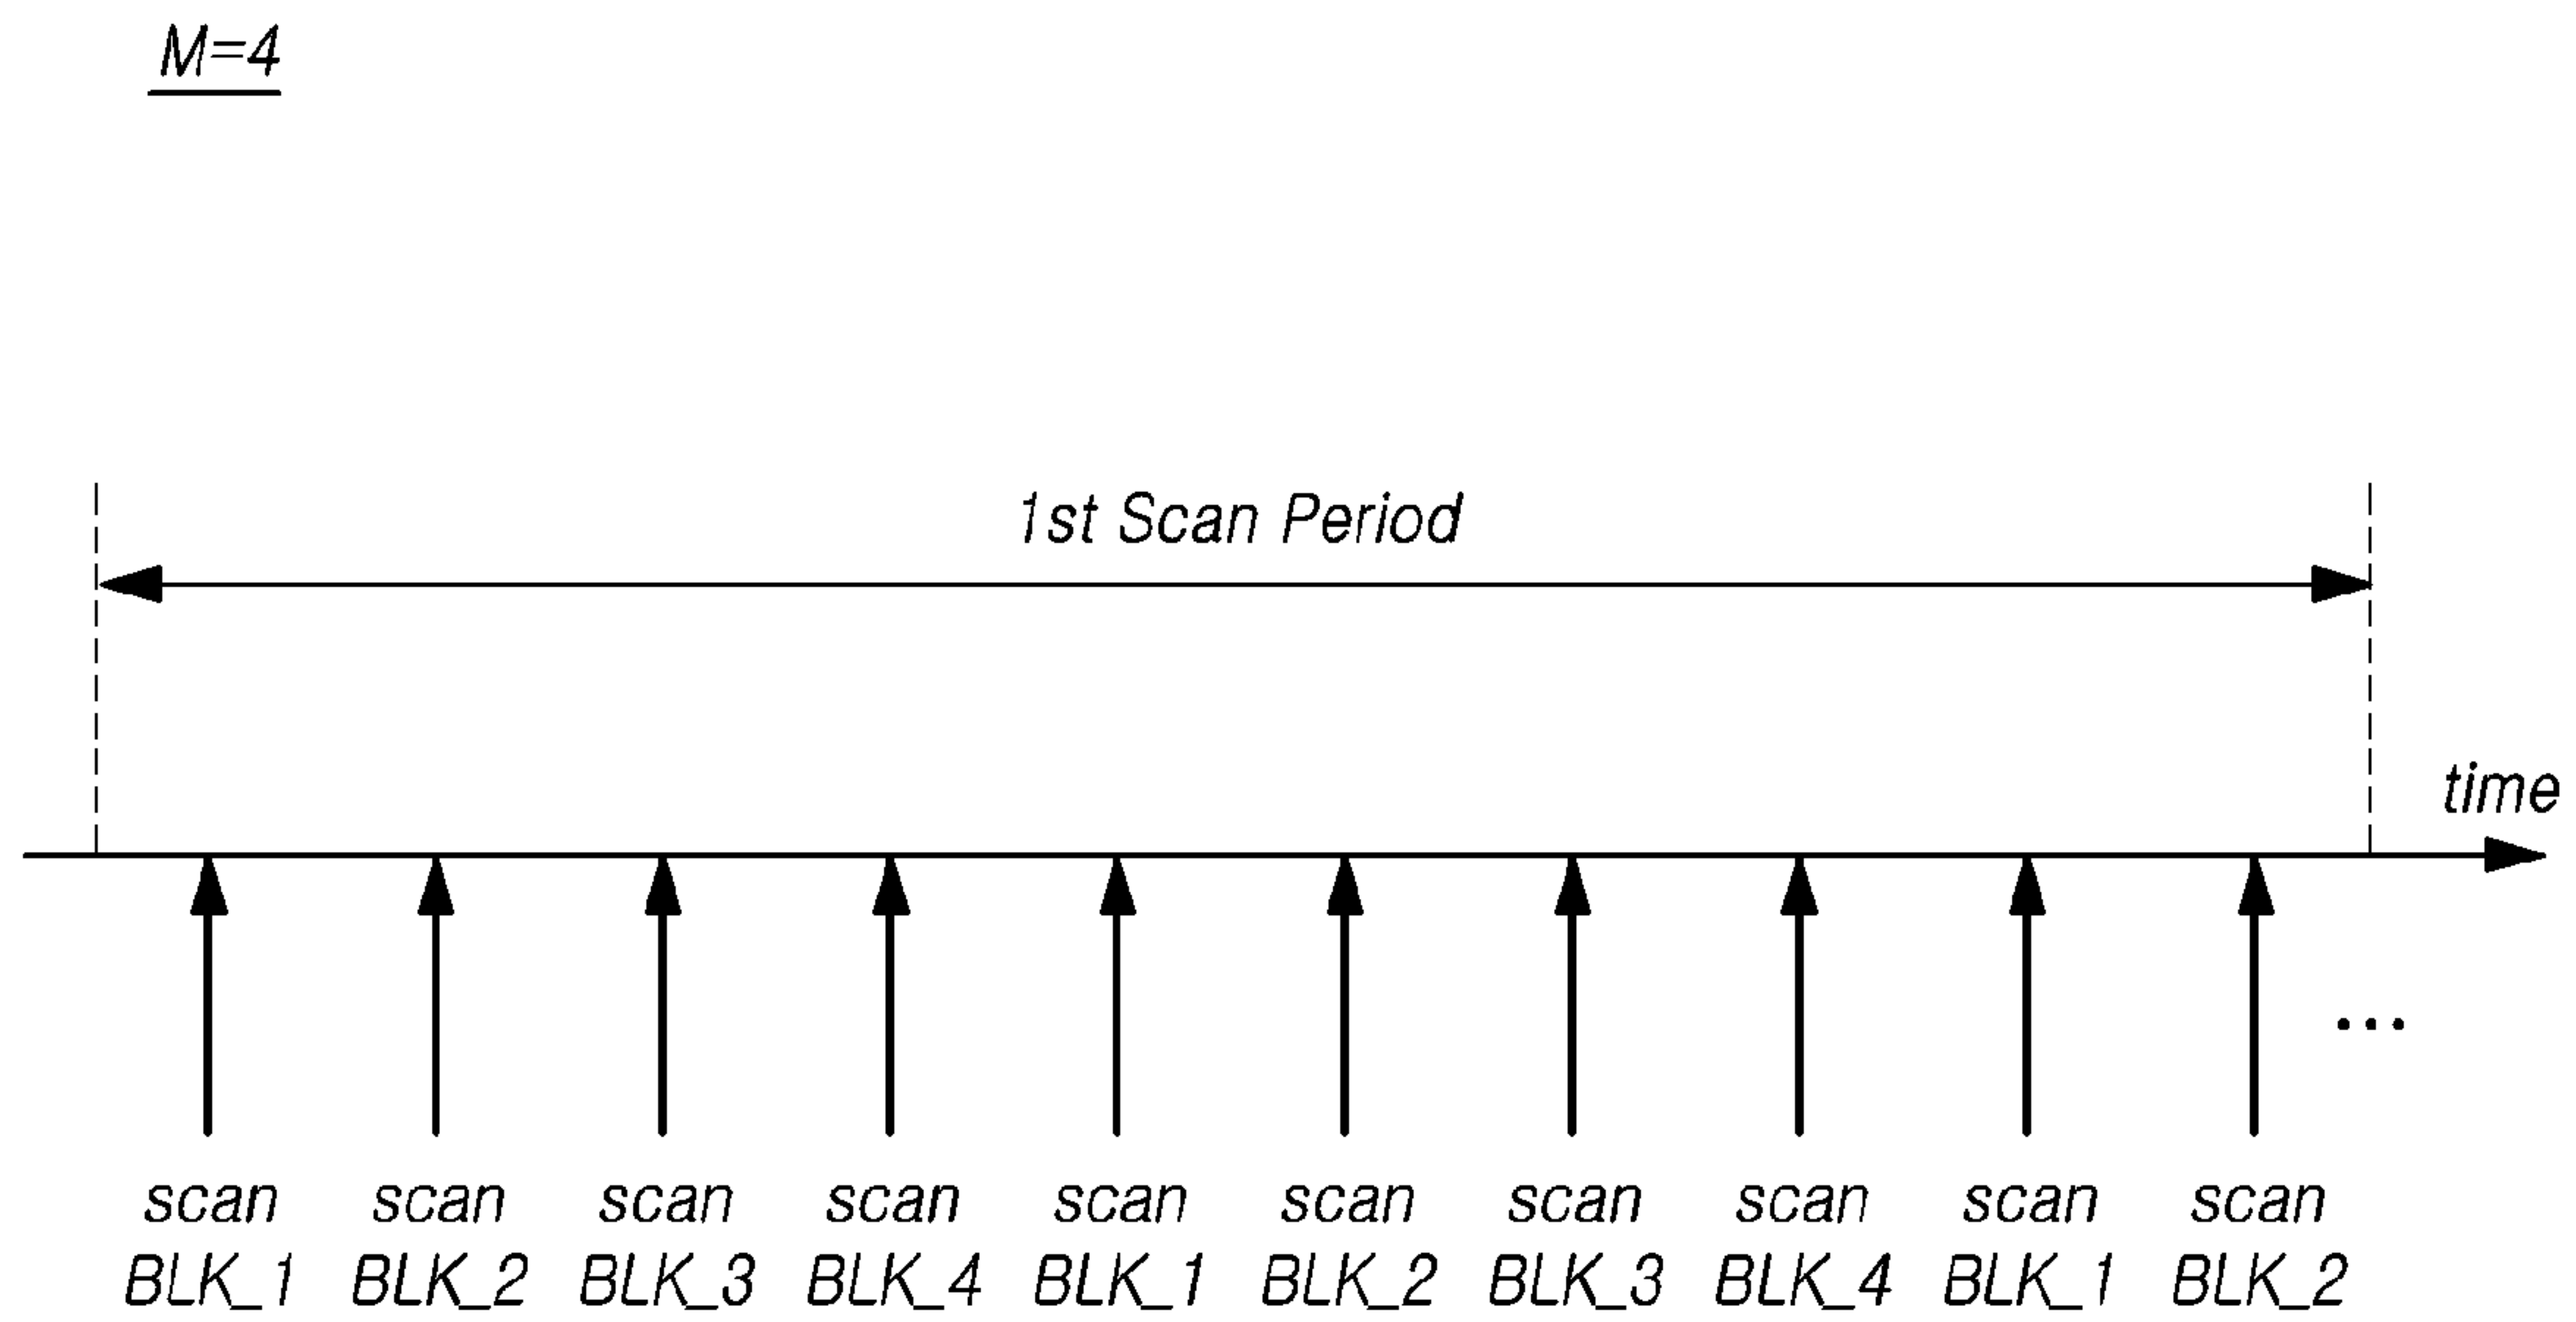 M=4
1st Scan Period
time
...
scan scan scan scan scan scan scan scan scan scan
BLK_1 BLK_2 BLK_3 BLK_4 BLK_1 BLK_2 BLK_3 BLK_4 BLK_1 BLK_2